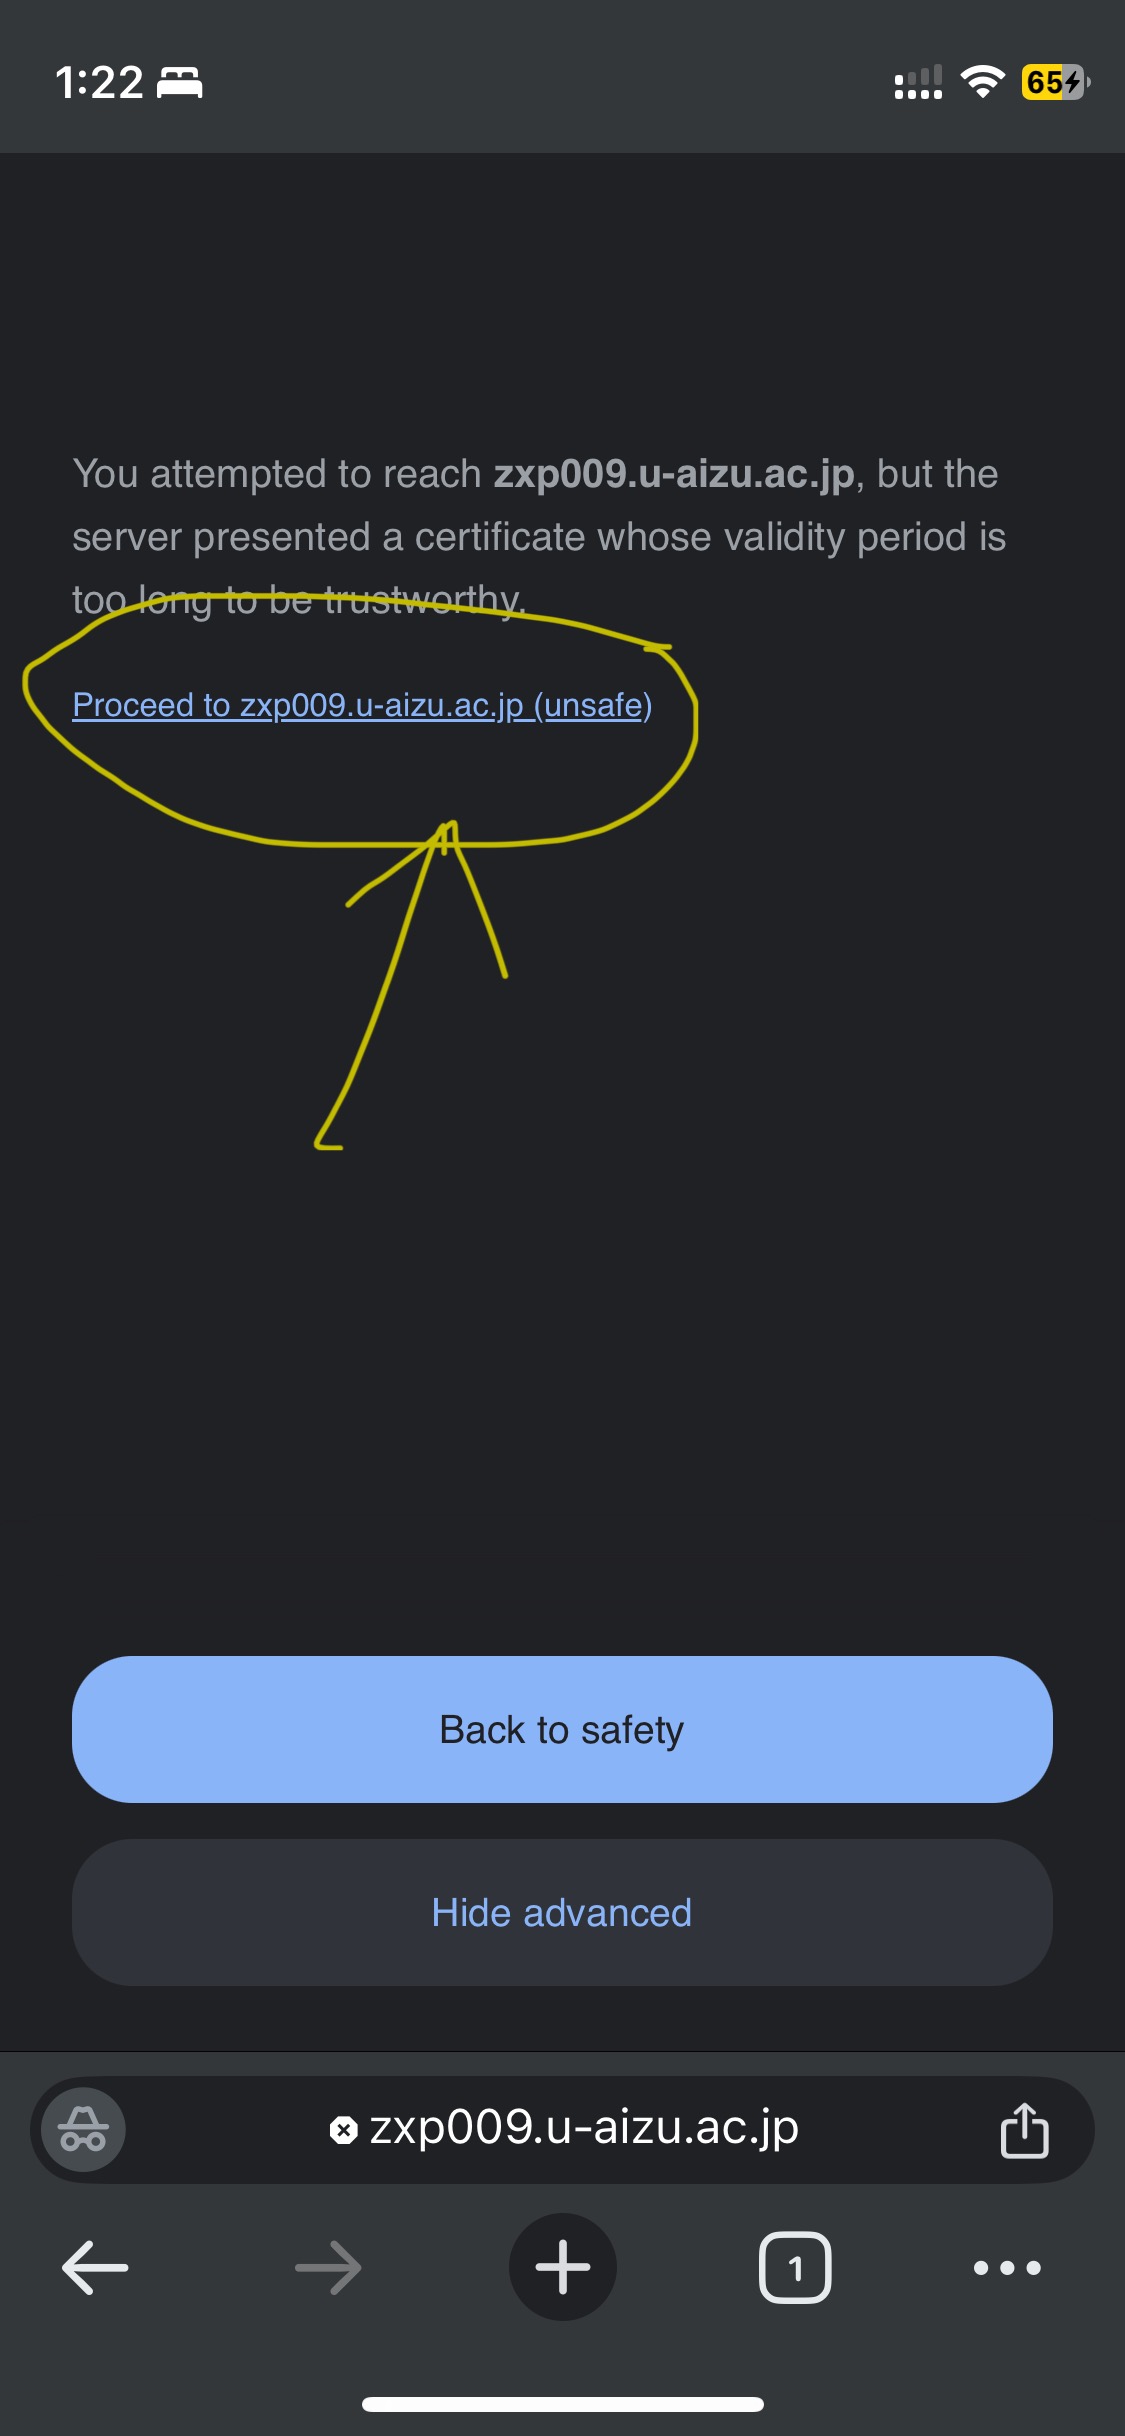 1:22
65
You attempted to reach zxp009.u-aizu.ac.jp, but the
server presented a certificate whose validity period is
too long to be trustworthy.
Proceed to zxp009.u-aizu.ac.jp (unsafe)
Back to safety
Hide advanced
zxp009.u-aizu.ac.jp
1